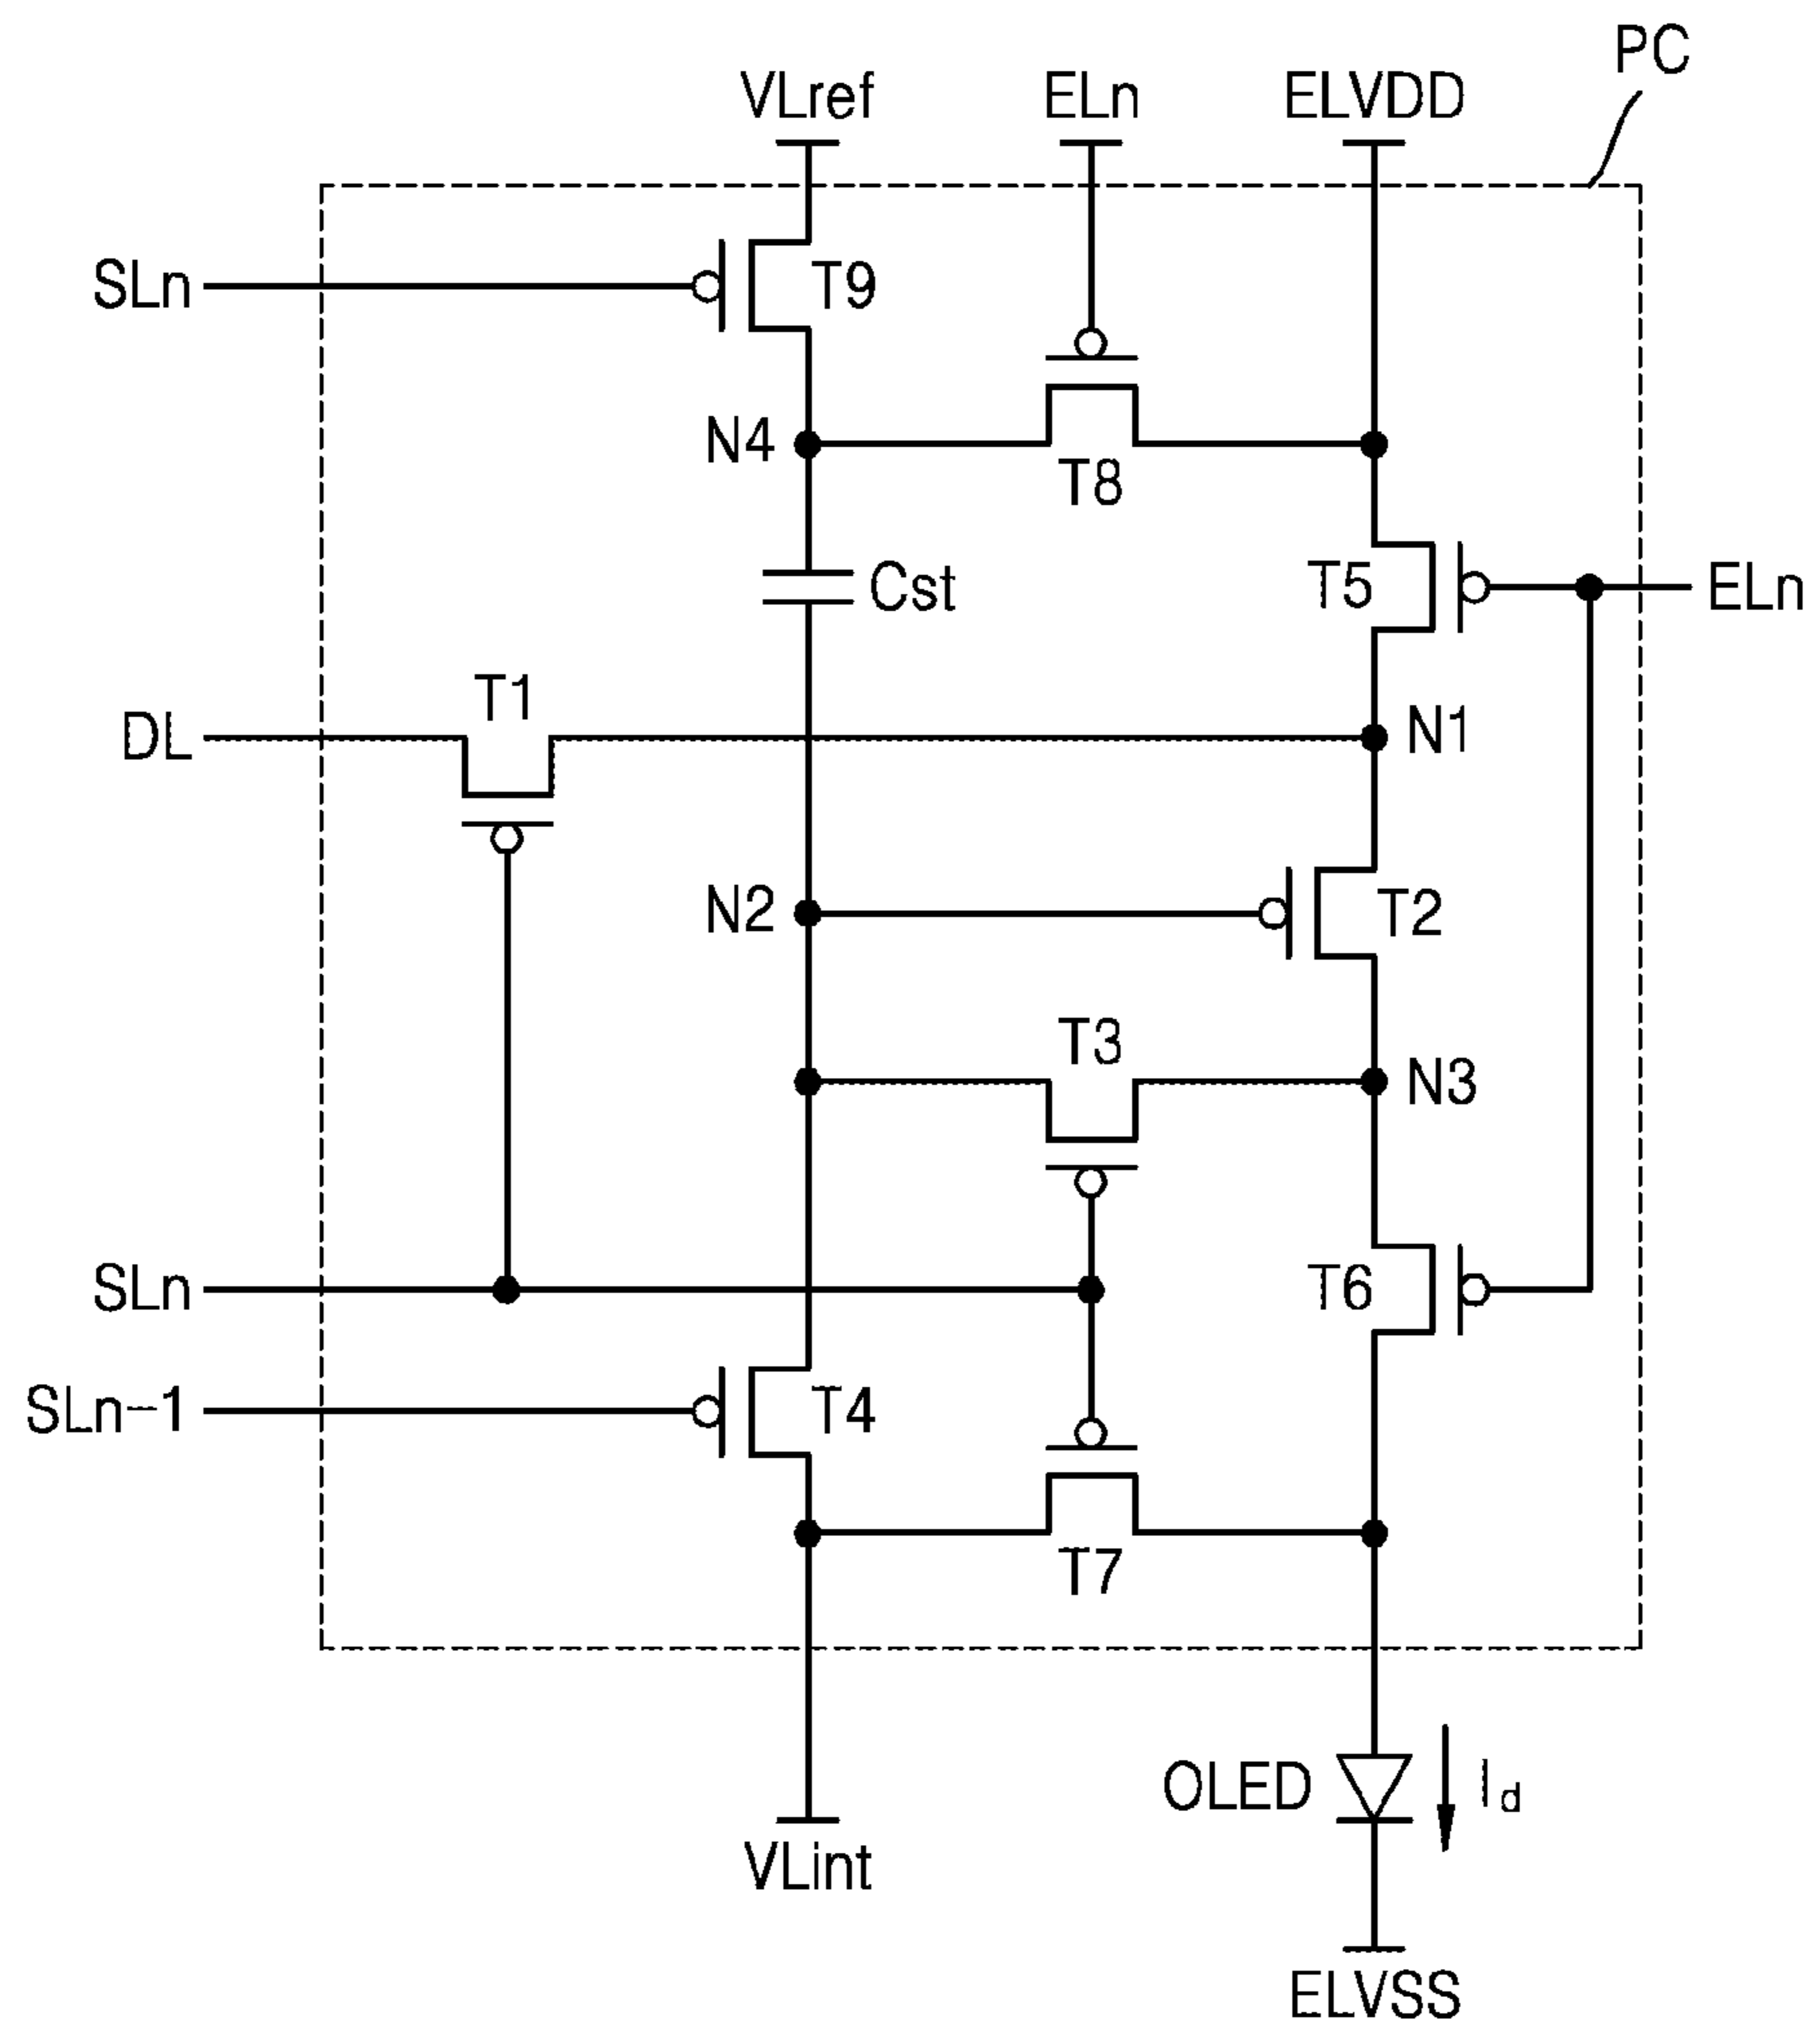 PC
VLref ELn ELVDD
SLn T9
N4
T8
Cst T5 ELn
T1
DL N1
N2 T2
T3
N3
SLn T6
SLn-1 T4
T7
OLED Id
VLint
ELVSS